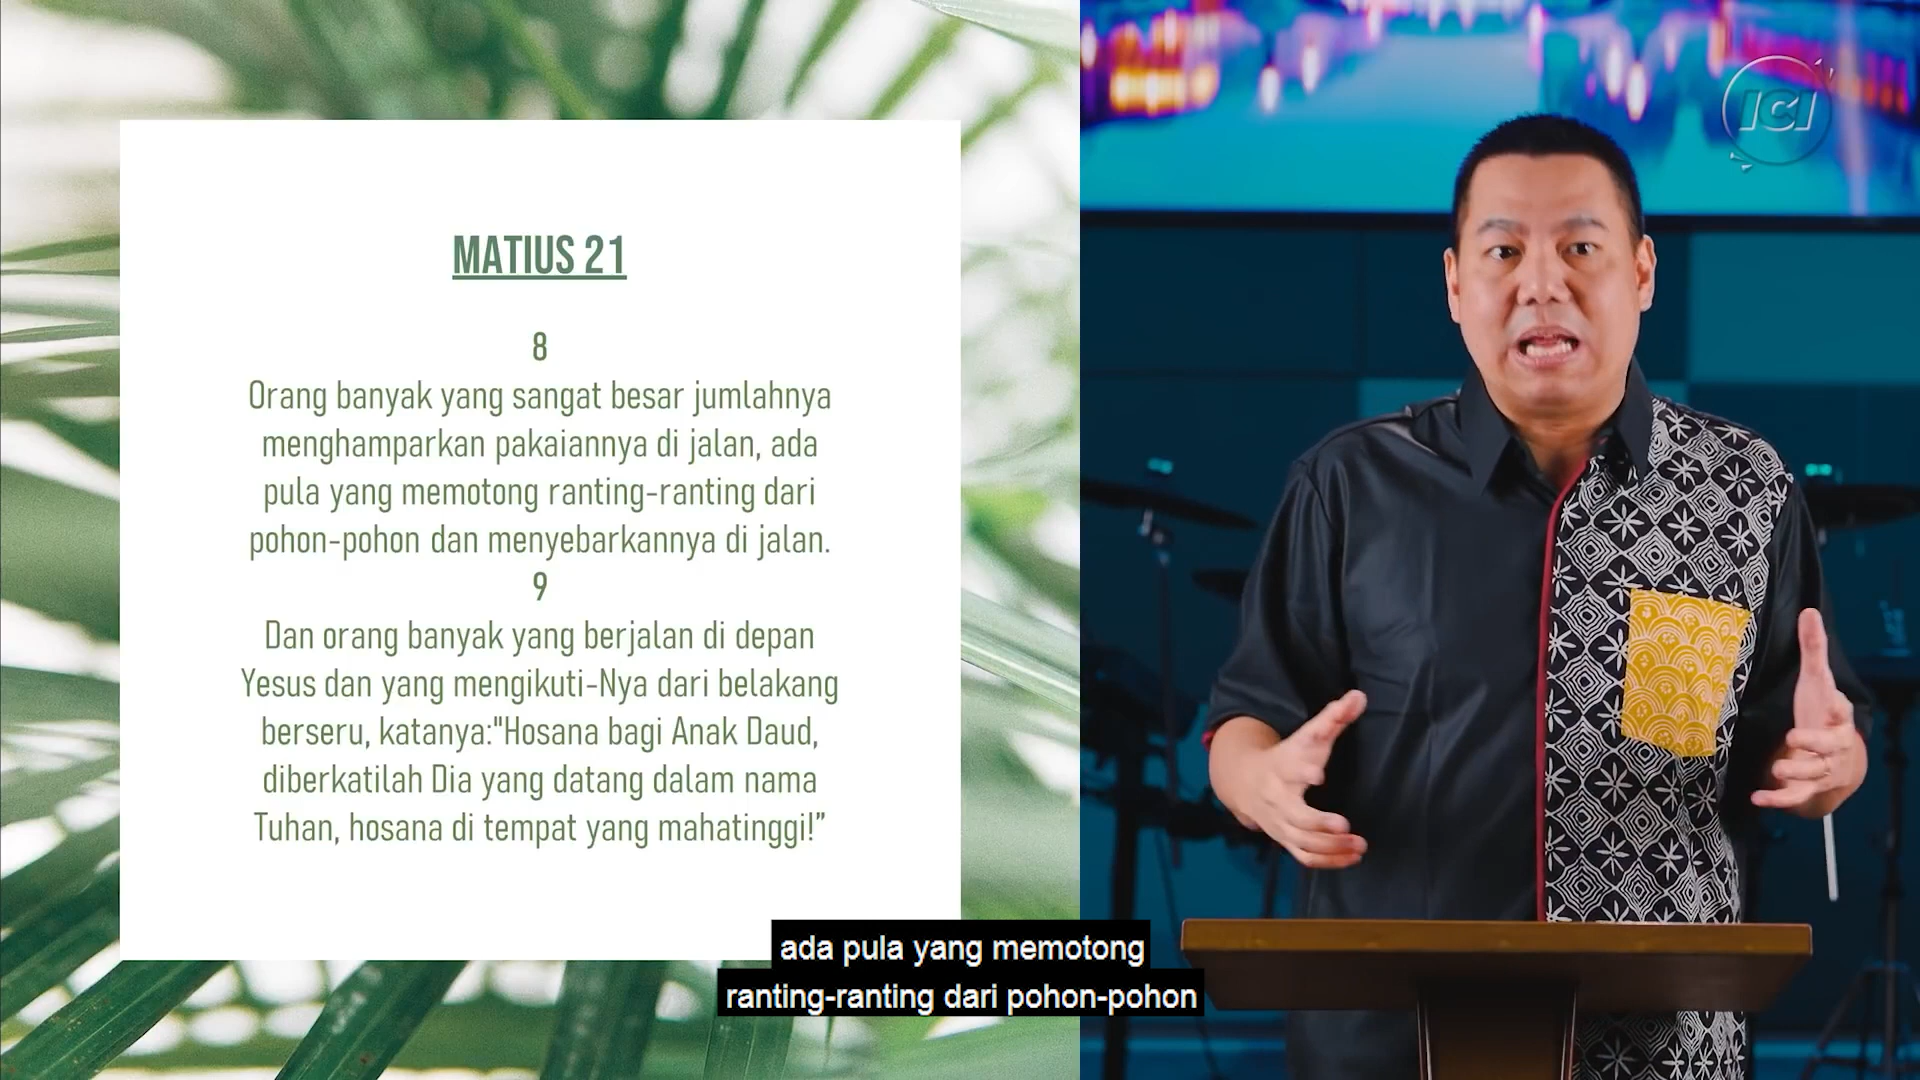 MATIUS 21
8
Orang banyak yang sangat besar jumlahnya
menghamparkan pakaiannya di jalan, ada
pula yang memotong ranting-ranting dari
pohon-pohon dan menyebarkannya di jalan.
9
Dan orang banyak yang berjalan di depan
Yesus dan yang mengikuti-Nya dari belakang
berseru, katanya:"Hosana bagi Anak Daud,
diberkatilah Dia yang datang dalam nama
Tuhan, hosana di tempat yang mahatinggi!”
ICI
ada pula yang memotong
ranting-ranting dari pohon-pohon